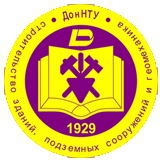 ДонНТУ
строительство зданий, подземных сооружений и геомеханика
1929